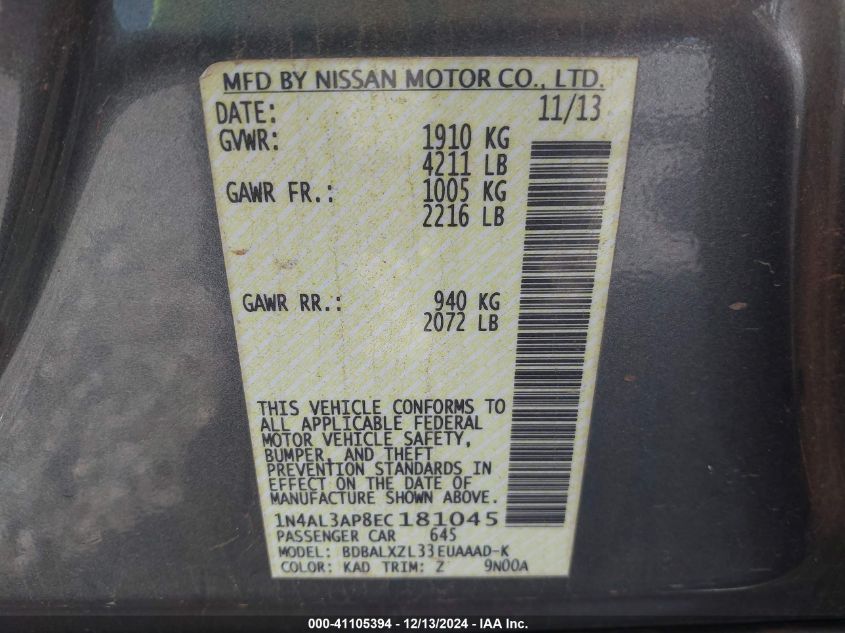 MFD BY NISSAN MOTOR CO., LTD.
DATE: 11/13
GVWR: 1910 KG
4211 LB
GAWR FR.: 1005 KG
2216 LB
GAWR RR.: 940 KG
2072 LB
THIS VEHICLE CONFORMS TO
ALL APPLICABLE FEDERAL
MOTOR VEHICLE SAFETY,
BUMPER, AND THEFT
PREVENTION STANDARDS IN
EFFECT ON THE DATE OF
MANUFACTURE SHOWN ABOVE.
1N4AL3AP8EC181045
PASSENGER CAR 645
MODEL: BDBALXZL33EUAAAD-K
COLOR: KAD TRIM: Z 9N00A
000-41105394 - 12/13/2024 - IAA Inc.